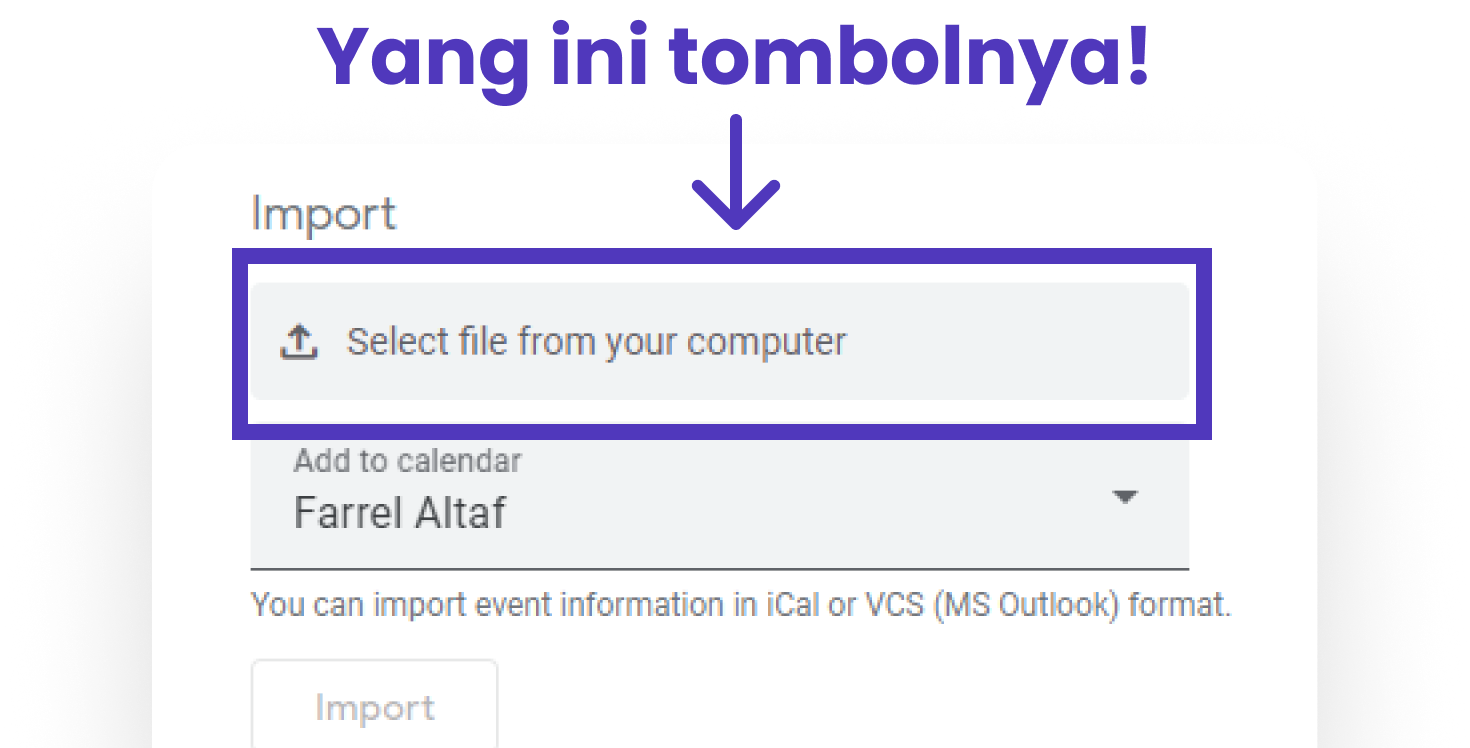 Yang ini tombolnya!
Import
Select file from your computer
Add to calendar
Farrel Altaf
You can import event information in iCal or VCS (MS Outlook) format.
Import